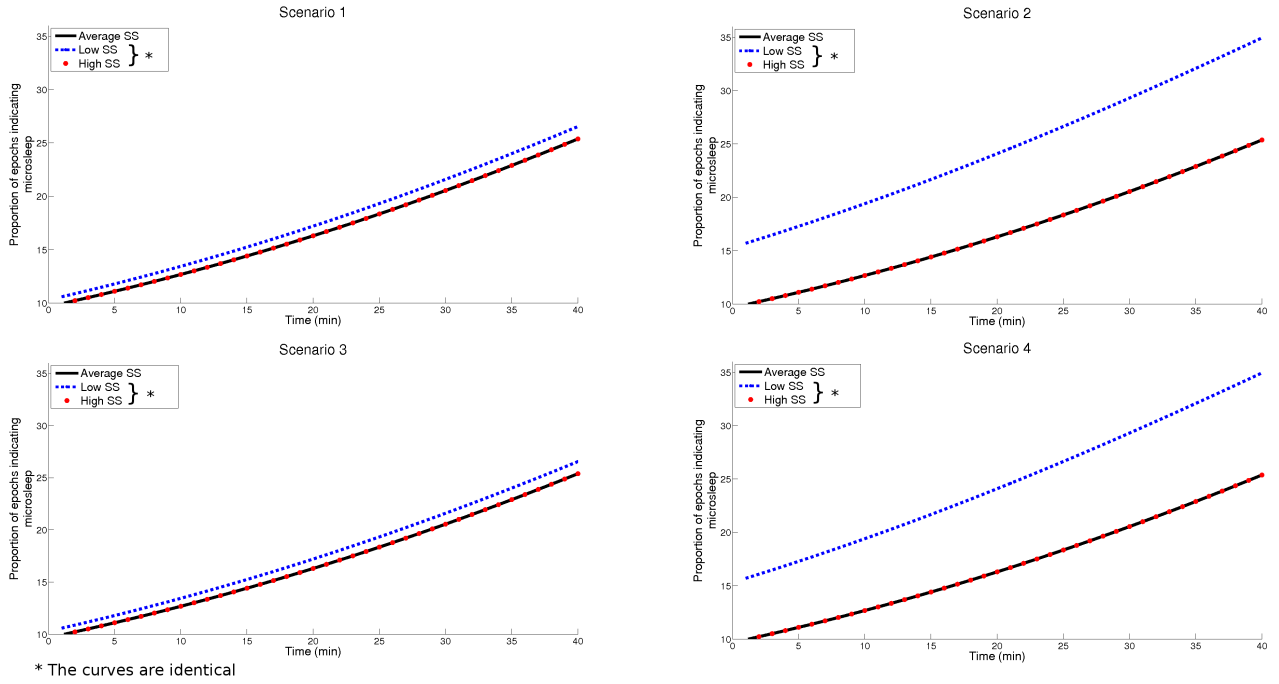 Scenario 1
Average SS
Low SS
High SS
} *
Proportion of epochs indicating
microsleep
35
30
25
20
15
10
0 5 10 15 20 25 30 35 40
Time (min)
Scenario 2
Average SS
Low SS
High SS
} *
Proportion of epochs indicating
microsleep
35
30
25
20
15
10
0 5 10 15 20 25 30 35 40
Time (min)
Scenario 3
Average SS
Low SS
High SS
} *
Proportion of epochs indicating
microsleep
35
30
25
20
15
10
0 5 10 15 20 25 30 35 40
Time (min)
Scenario 4
Average SS
Low SS
High SS
} *
Proportion of epochs indicating
microsleep
35
30
25
20
15
10
0 5 10 15 20 25 30 35 40
Time (min)
* The curves are identical